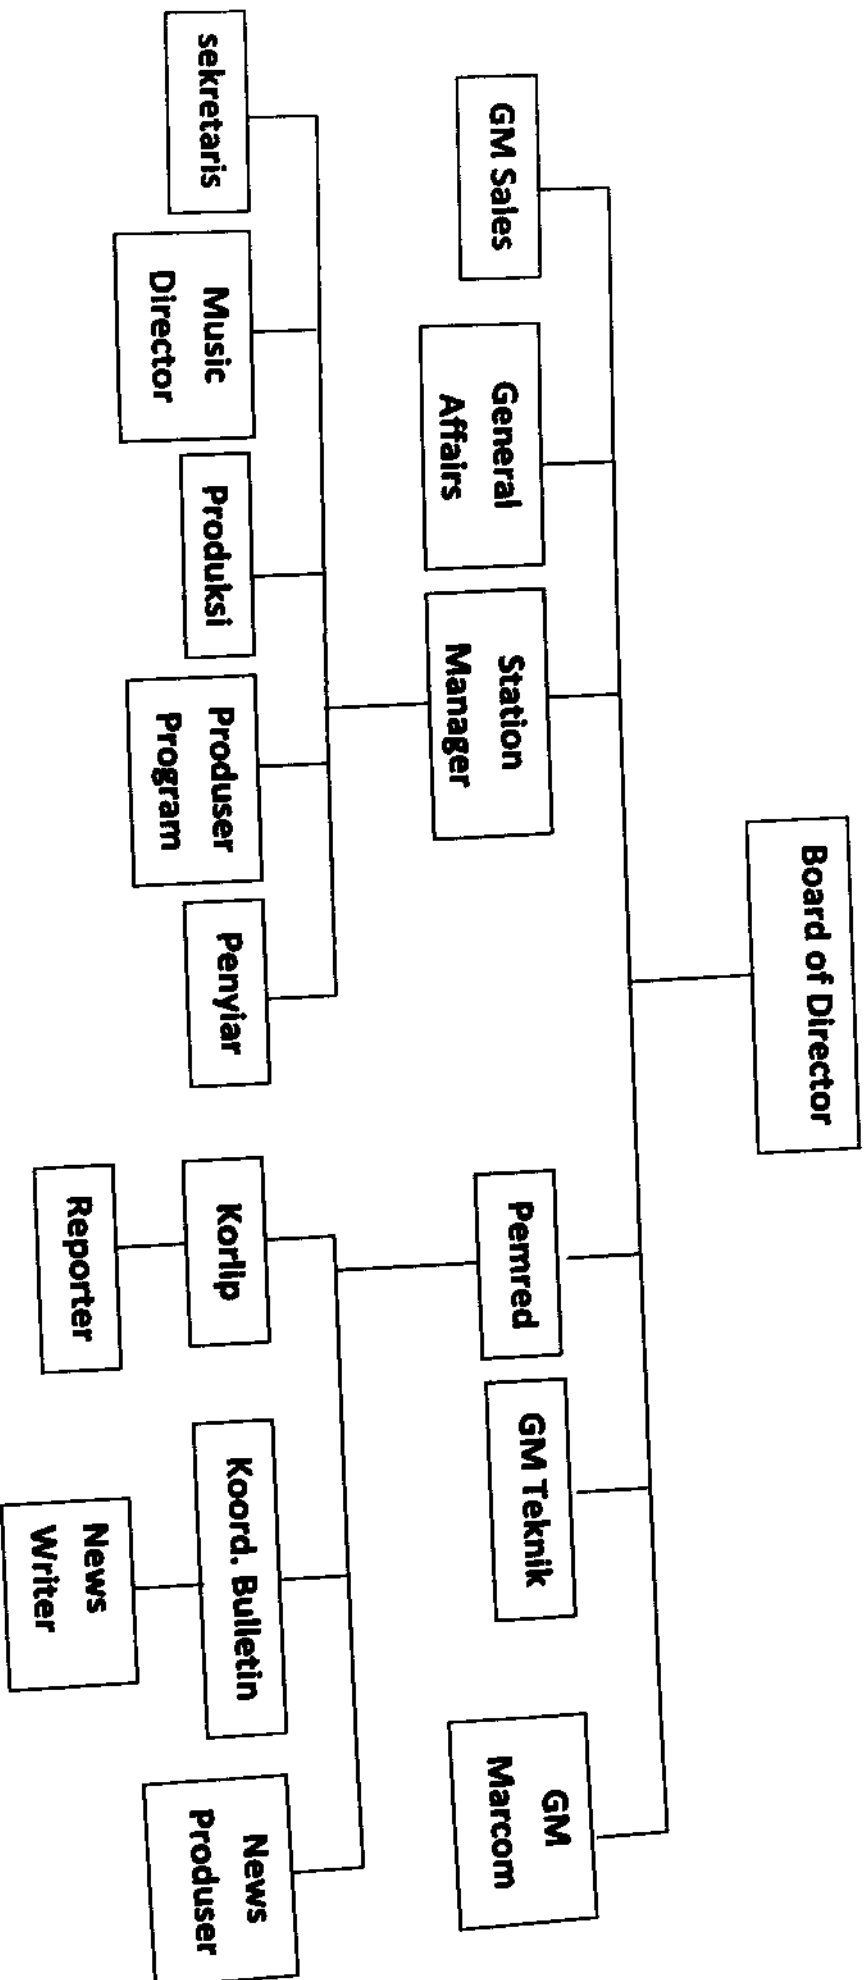 Board of Director
GM Sales
General
Affairs
Station
Manager
Pemred
GM Teknik
GM
Marcom
sekretaris
Music
Director
Produksi
Produser
Program
Penyiar
Korlip
Koord. Bulletin
News
Produser
Reporter
News
Writer